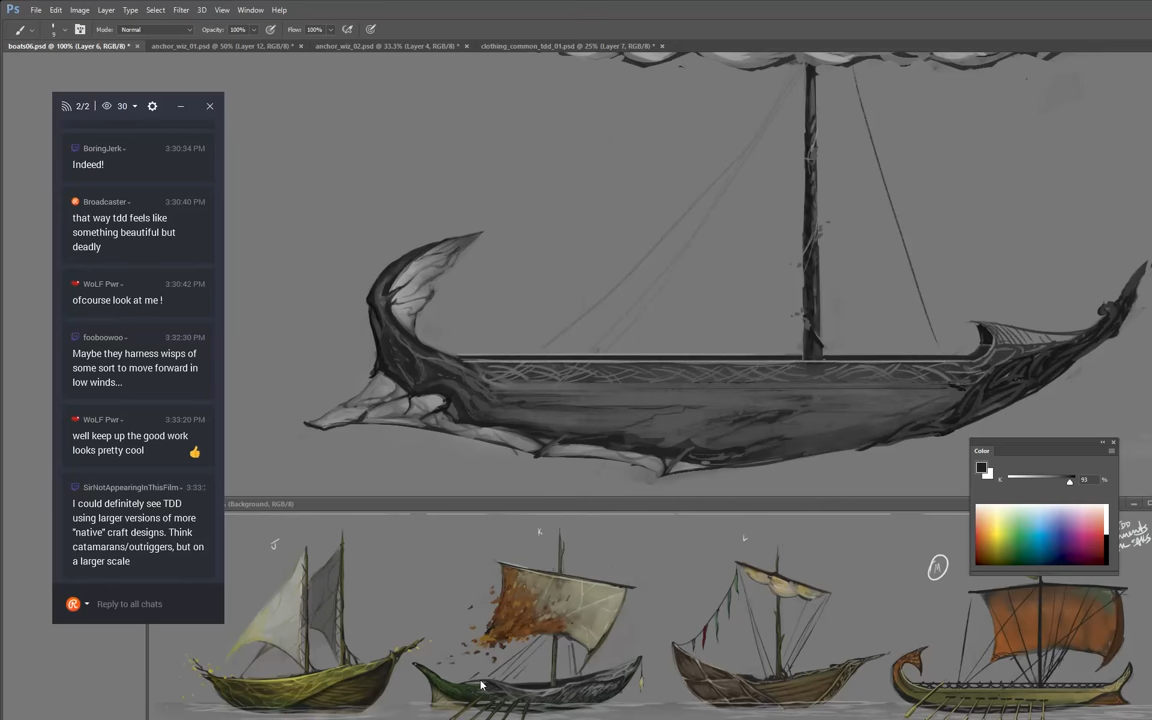 Ps File Edit Image Layer Type Select Filter 3D View Window Help
9 Mode: Normal Opacity: 100% Flow: 100%
boats06.psd @ 100% (Layer 6, RGB/8) * × anchor_wiz_01.psd @ 50% (Layer 12, RGB/8) * × anchor_wiz_02.psd @ 33.3% (Layer 4, RGB/8) * × clothing_common_tdd_01.psd @ 25% (Layer 7, RGB/8) * ×
2/2 30
BoringJerk 3:30:34 PM
Indeed!
Broadcaster 3:30:40 PM
that way tdd feels like
something beautiful but
deadly
WoLF Pwr 3:30:42 PM
ofcourse look at me !
fooboowoo 3:32:30 PM
Maybe they harness wisps of
some sort to move forward in
low winds...
WoLF Pwr 3:33:20 PM
well keep up the good work
looks pretty cool 👍
SirNotAppearingInThisFilm 3:33:
I could definitely see TDD
using larger versions of more
"native" craft designs. Think
catamarans/outriggers, but on
a larger scale
Reply to all chats
Color
K 93 %
(Background, RGB/8)
J K L M